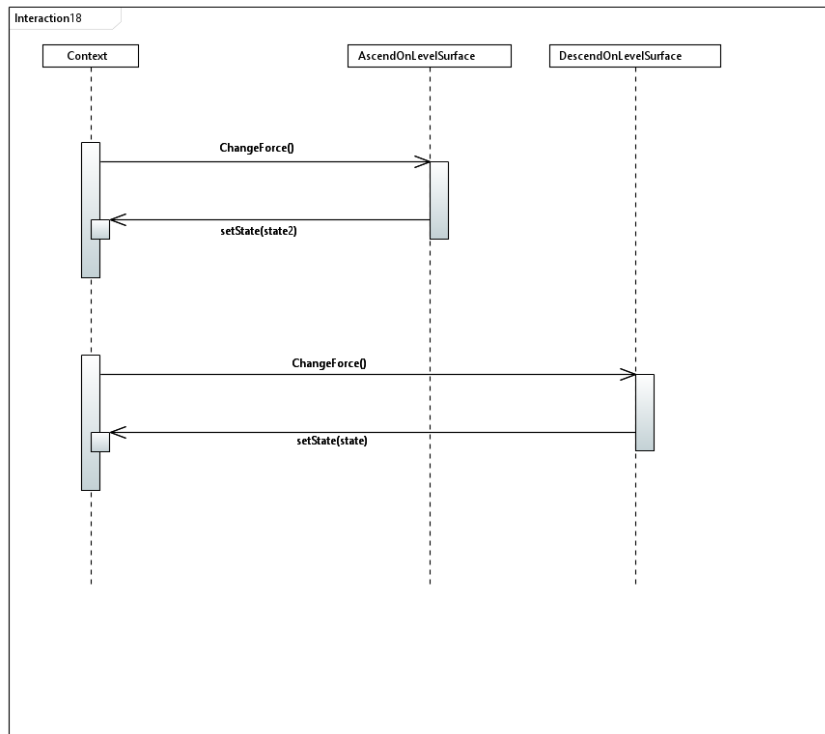 Interaction18
Context
AscendOnLevelSurface
DescendOnLevelSurface
ChangeForce()
setState(state2)
ChangeForce()
setState(state)